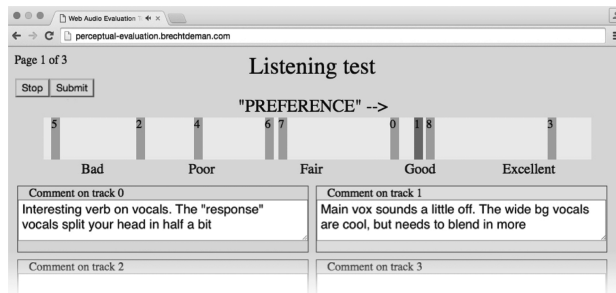 Web Audio Evaluation T
perceptual-evaluation.brechtdeman.com
Page 1 of 3
Listening test
Stop Submit
"PREFERENCE" -->
5 2 4 6 7 0 1 8 3
Bad Poor Fair Good Excellent
Comment on track 0
Interesting verb on vocals. The "response"
vocals split your head in half a bit
Comment on track 1
Main vox sounds a little off. The wide bg vocals
are cool, but needs to blend in more
Comment on track 2
Comment on track 3